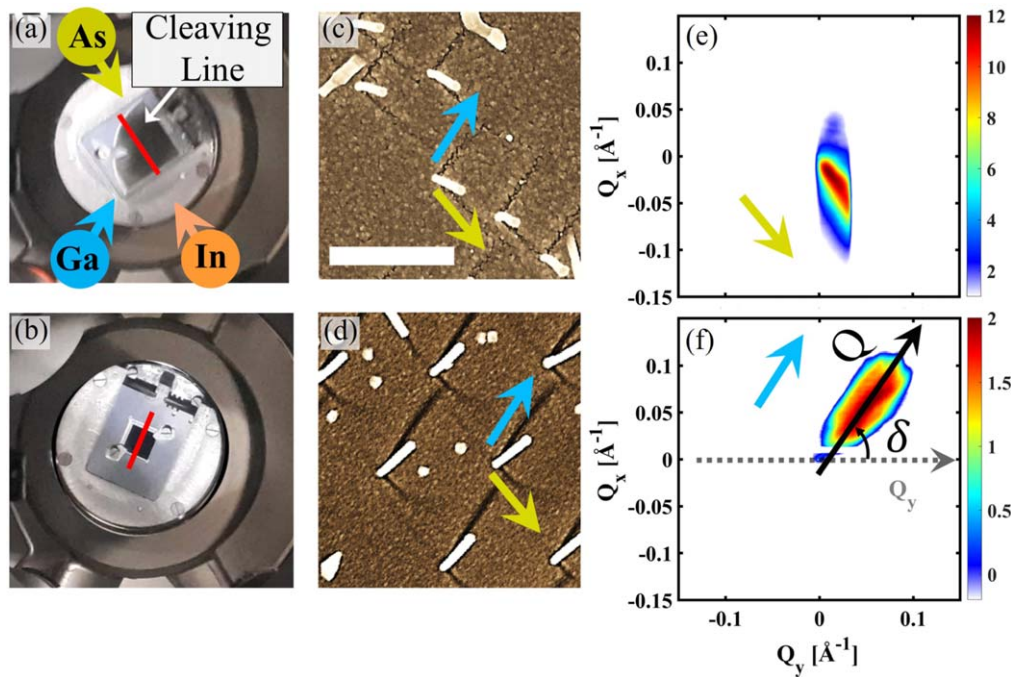 (a)
As
Cleaving
Line
Ga
In
(b)
(c)
(d)
(e)
Q_x [Å^-1]
0.1
0.05
0
-0.05
-0.1
-0.15
12
10
8
6
4
2
(f)
Q
δ
Q_y
Q_x [Å^-1]
0.1
0.05
0
-0.05
-0.1
-0.15
-0.1
0
0.1
Q_y [Å^-1]
2
1.5
1
0.5
0